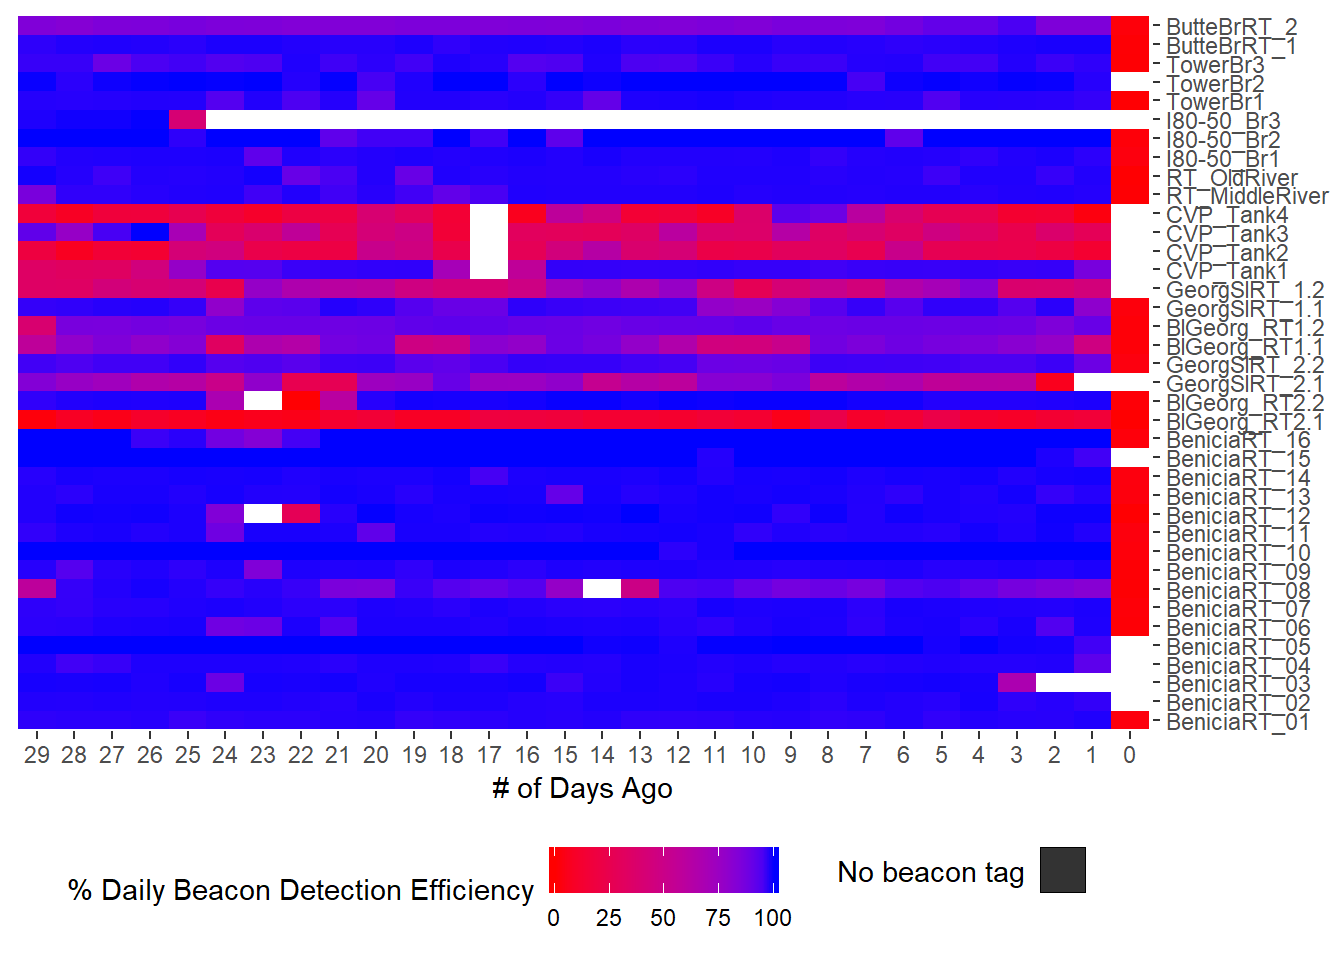 ButteBrRT_2
ButteBrRT_1
TowerBr3
TowerBr2
TowerBr1
I80-50_Br3
I80-50_Br2
I80-50_Br1
RT_OldRiver
RT_MiddleRiver
CVP_Tank4
CVP_Tank3
CVP_Tank2
CVP_Tank1
GeorgSlRT_1.2
GeorgSlRT_1.1
BlGeorg_RT1.2
BlGeorg_RT1.1
GeorgSlRT_2.2
GeorgSlRT_2.1
BlGeorg_RT2.2
BlGeorg_RT2.1
BeniciaRT_16
BeniciaRT_15
BeniciaRT_14
BeniciaRT_13
BeniciaRT_12
BeniciaRT_11
BeniciaRT_10
BeniciaRT_09
BeniciaRT_08
BeniciaRT_07
BeniciaRT_06
BeniciaRT_05
BeniciaRT_04
BeniciaRT_03
BeniciaRT_02
BeniciaRT_01
29 28 27 26 25 24 23 22 21 20 19 18 17 16 15 14 13 12 11 10 9 8 7 6 5 4 3 2 1 0
# of Days Ago
% Daily Beacon Detection Efficiency
0 25 50 75 100
No beacon tag